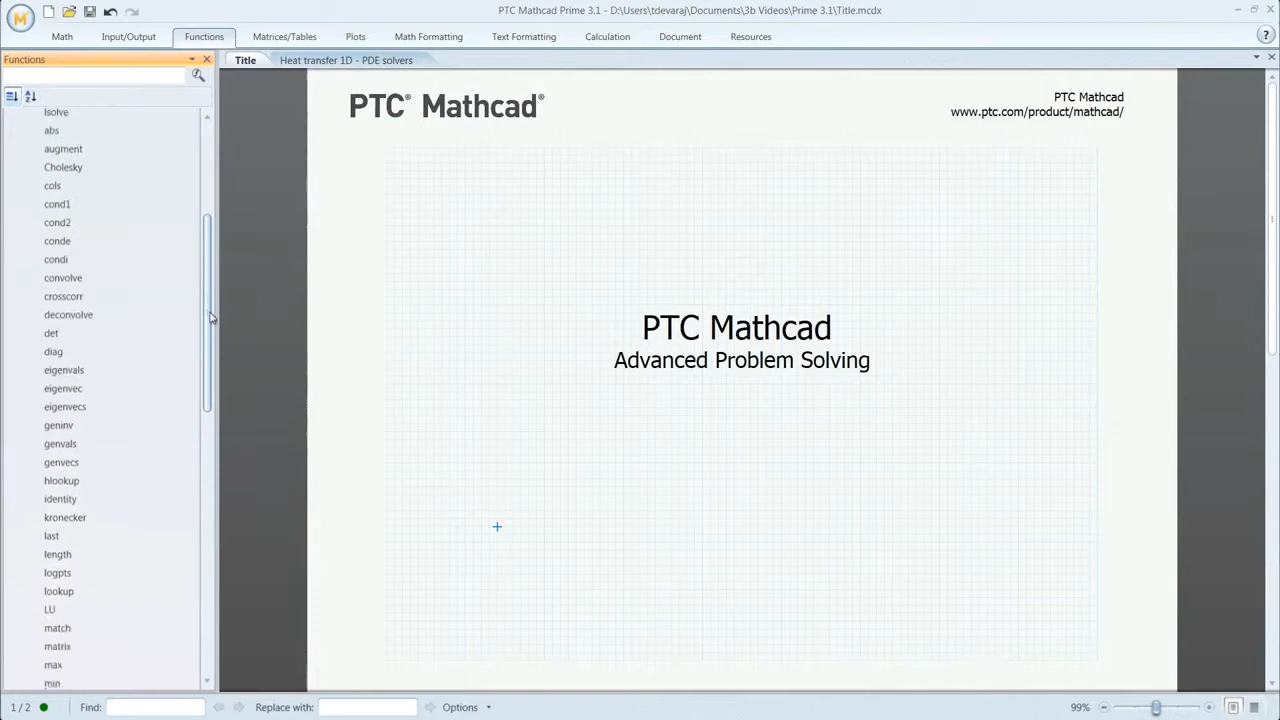 PTC Mathcad Prime 3.1 - D:\Users\tdevaraj\Documents\3b Videos\Prime 3.1\Title.mcdx
Math Input/Output Functions Matrices/Tables Plots Math Formatting Text Formatting Calculation Document Resources
Functions
Title Heat transfer 1D - PDE solvers
lsolve
abs
augment
Cholesky
cols
cond1
cond2
conde
condi
convolve
crosscorr
deconvolve
det
diag
eigenvals
eigenvec
eigenvecs
geninv
genvals
genvecs
hlookup
identity
kronecker
last
length
logpts
lookup
LU
match
matrix
max
min
PTC® Mathcad®
PTC Mathcad
www.ptc.com/product/mathcad/
PTC Mathcad
Advanced Problem Solving
1 / 2 Find: Replace with: Options 99%